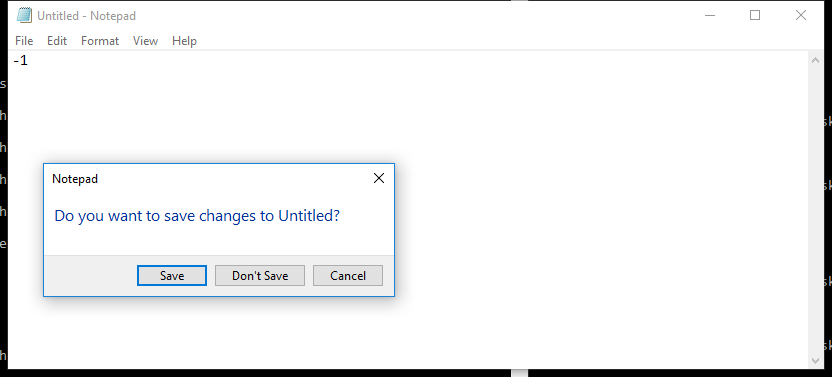 Untitled - Notepad
File Edit Format View Help
-1
Notepad
Do you want to save changes to Untitled?
Save Don't Save Cancel